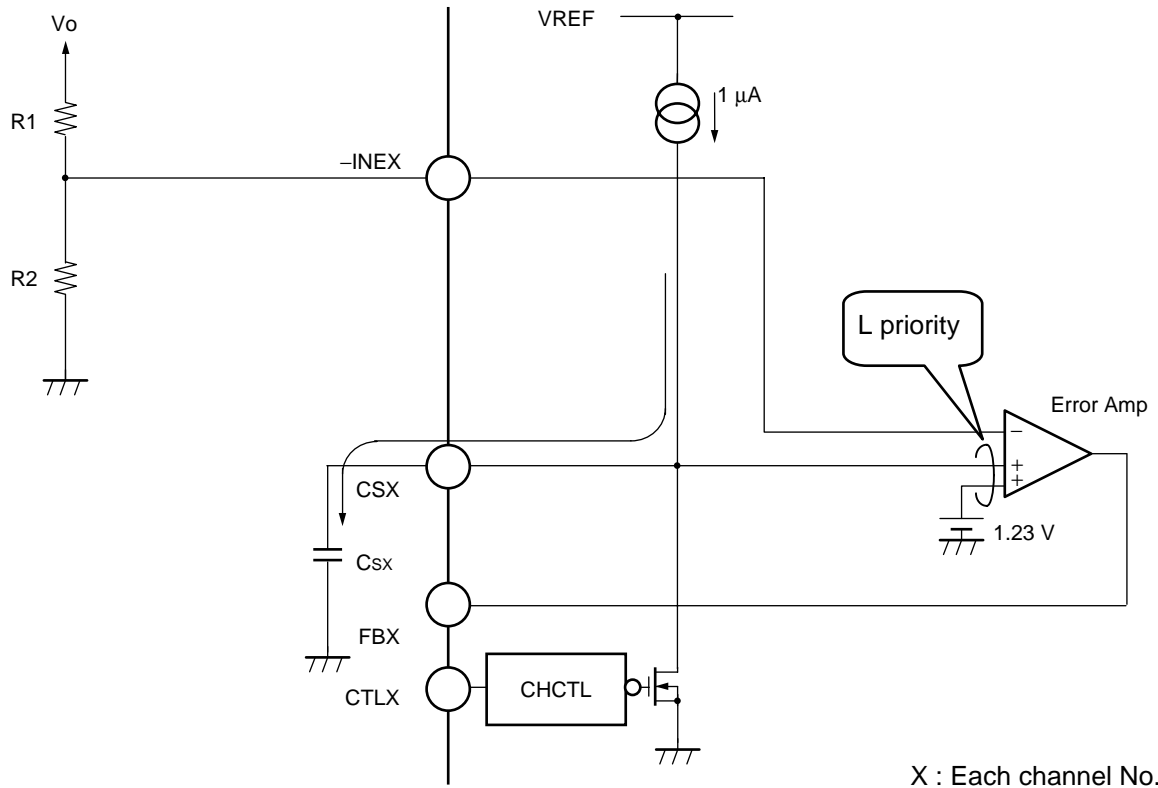 Vo
VREF
R1
1 μA
−INEX
R2
L priority
Error Amp
−
+
+
CSX
1.23 V
CSX
FBX
CTLX
CHCTL
X : Each channel No.